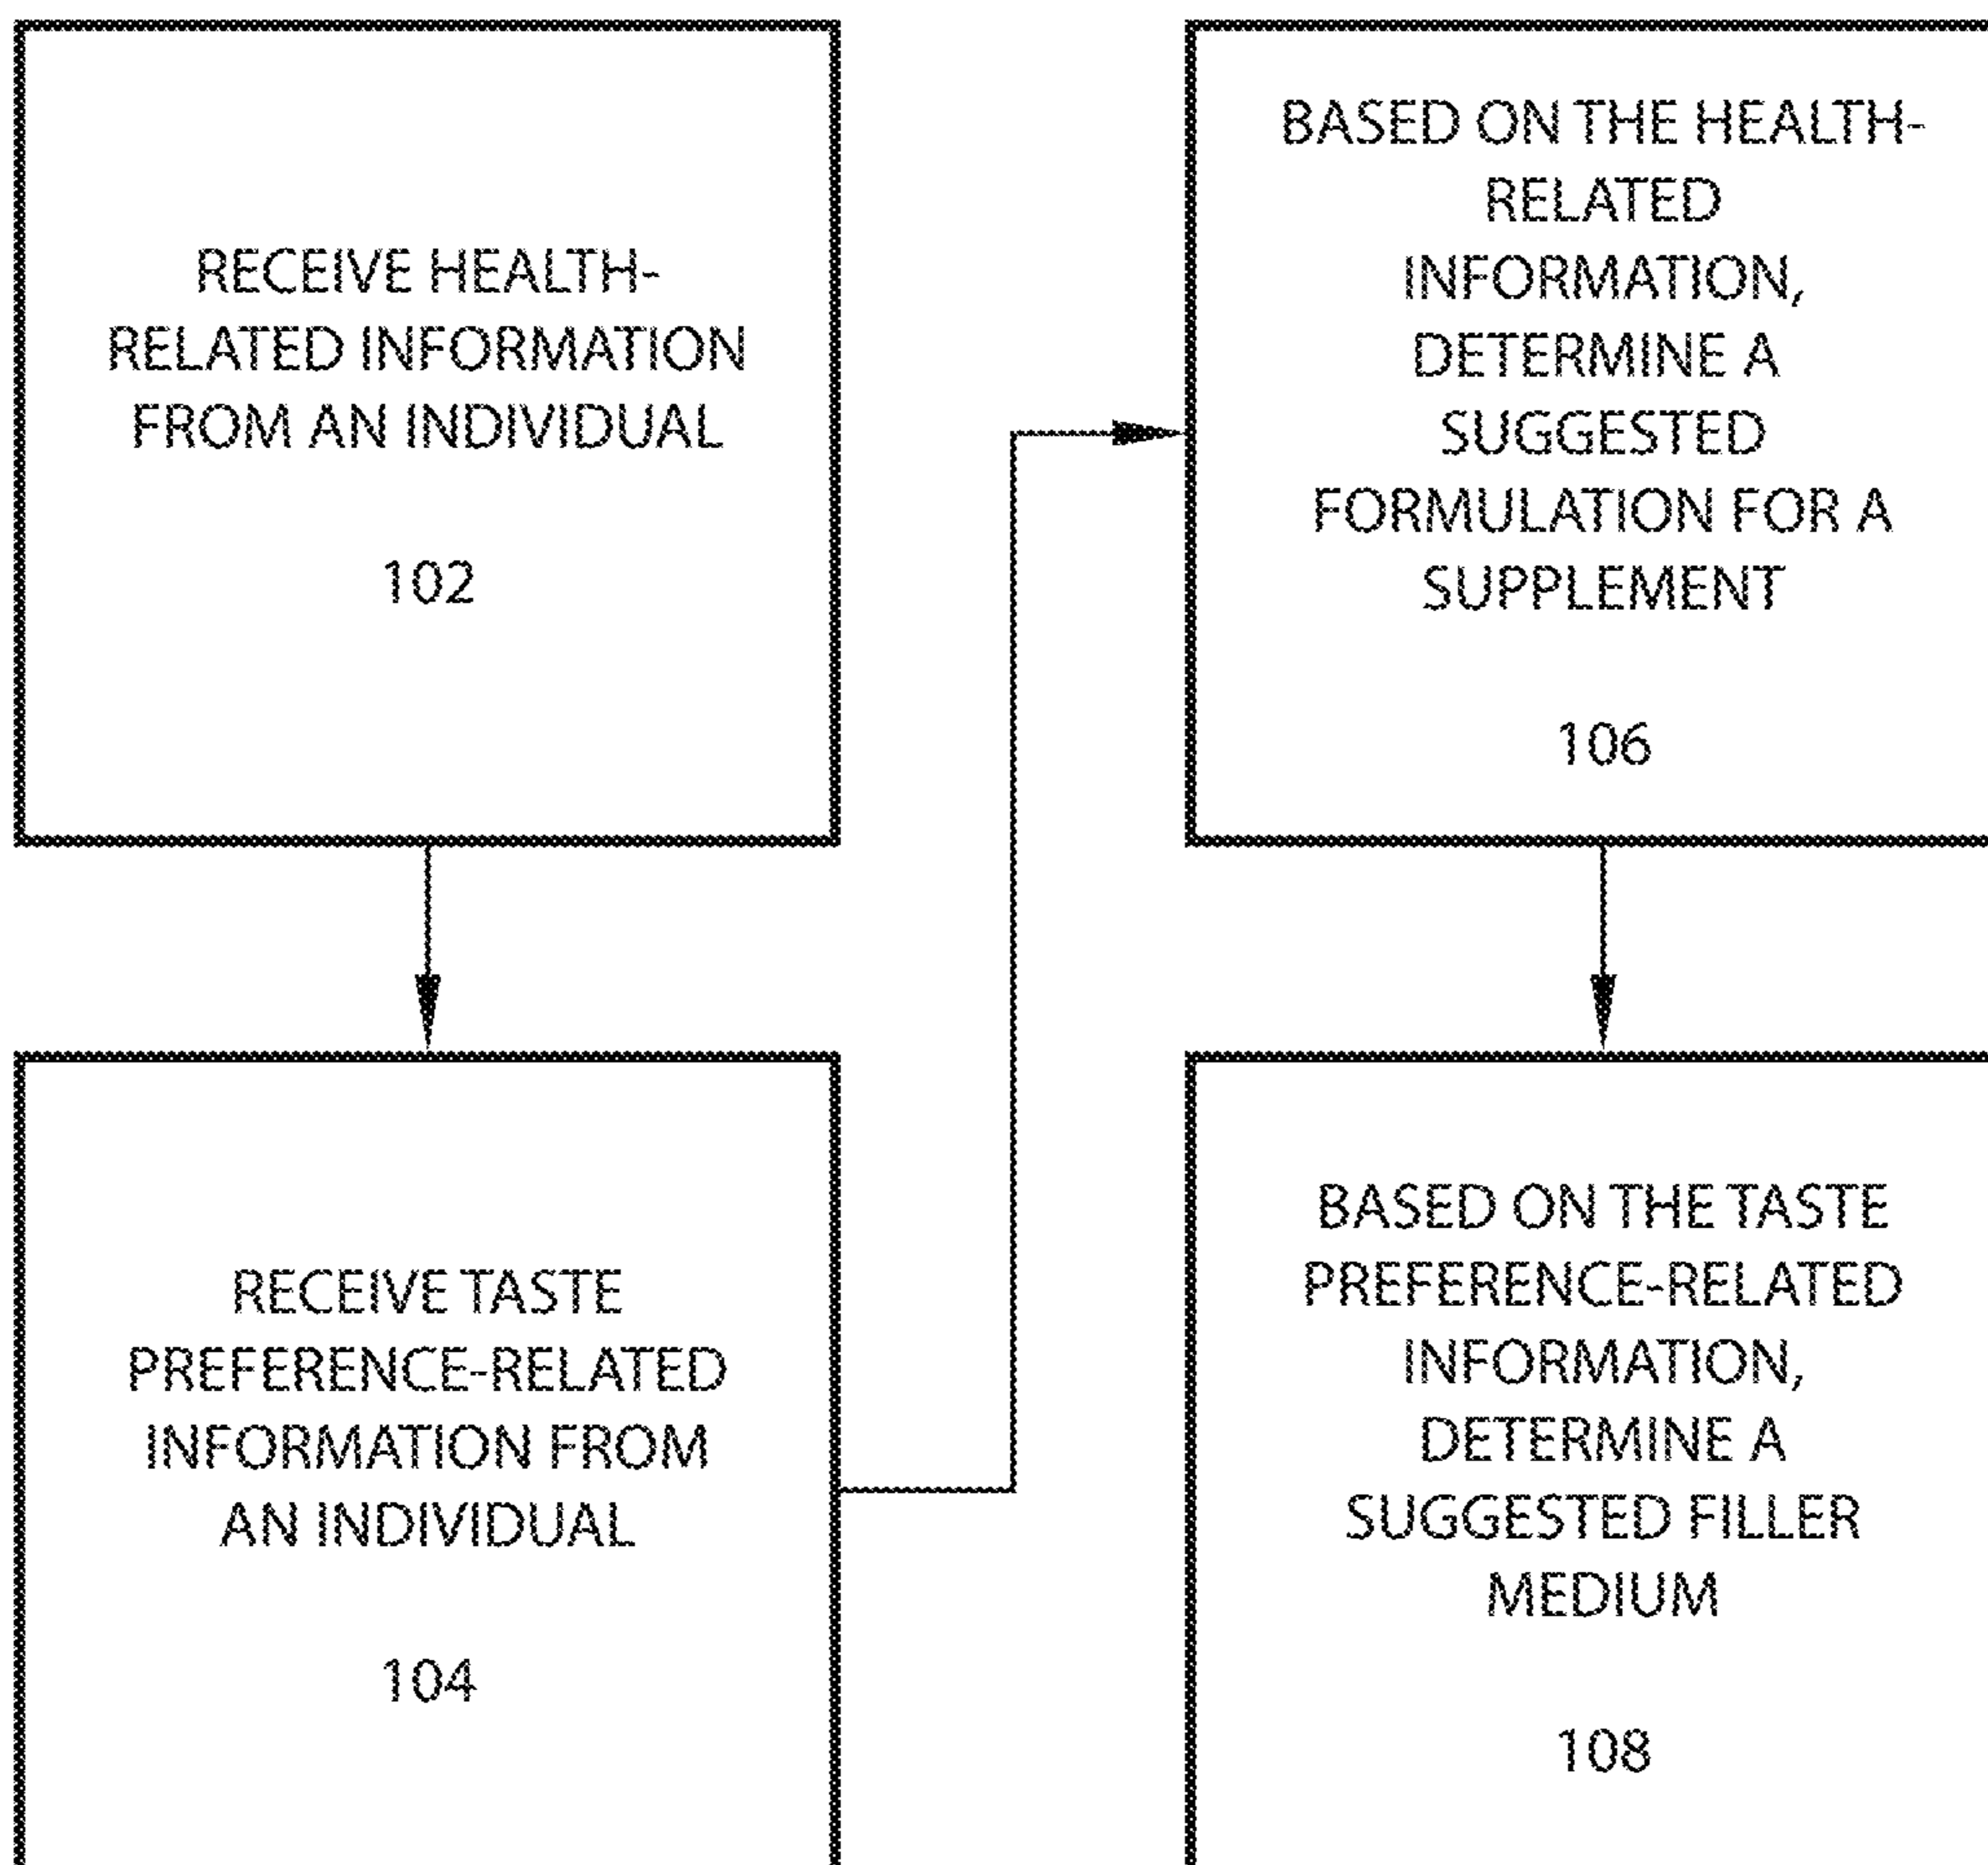 RECEIVE HEALTH-
RELATED INFORMATION
FROM AN INDIVIDUAL
102
RECEIVE TASTE
PREFERENCE-RELATED
INFORMATION FROM
AN INDIVIDUAL
104
BASED ON THE HEALTH-
RELATED
INFORMATION,
DETERMINE A
SUGGESTED
FORMULATION FOR A
SUPPLEMENT
106
BASED ON THE TASTE
PREFERENCE-RELATED
INFORMATION,
DETERMINE A
SUGGESTED FILLER
MEDIUM
108